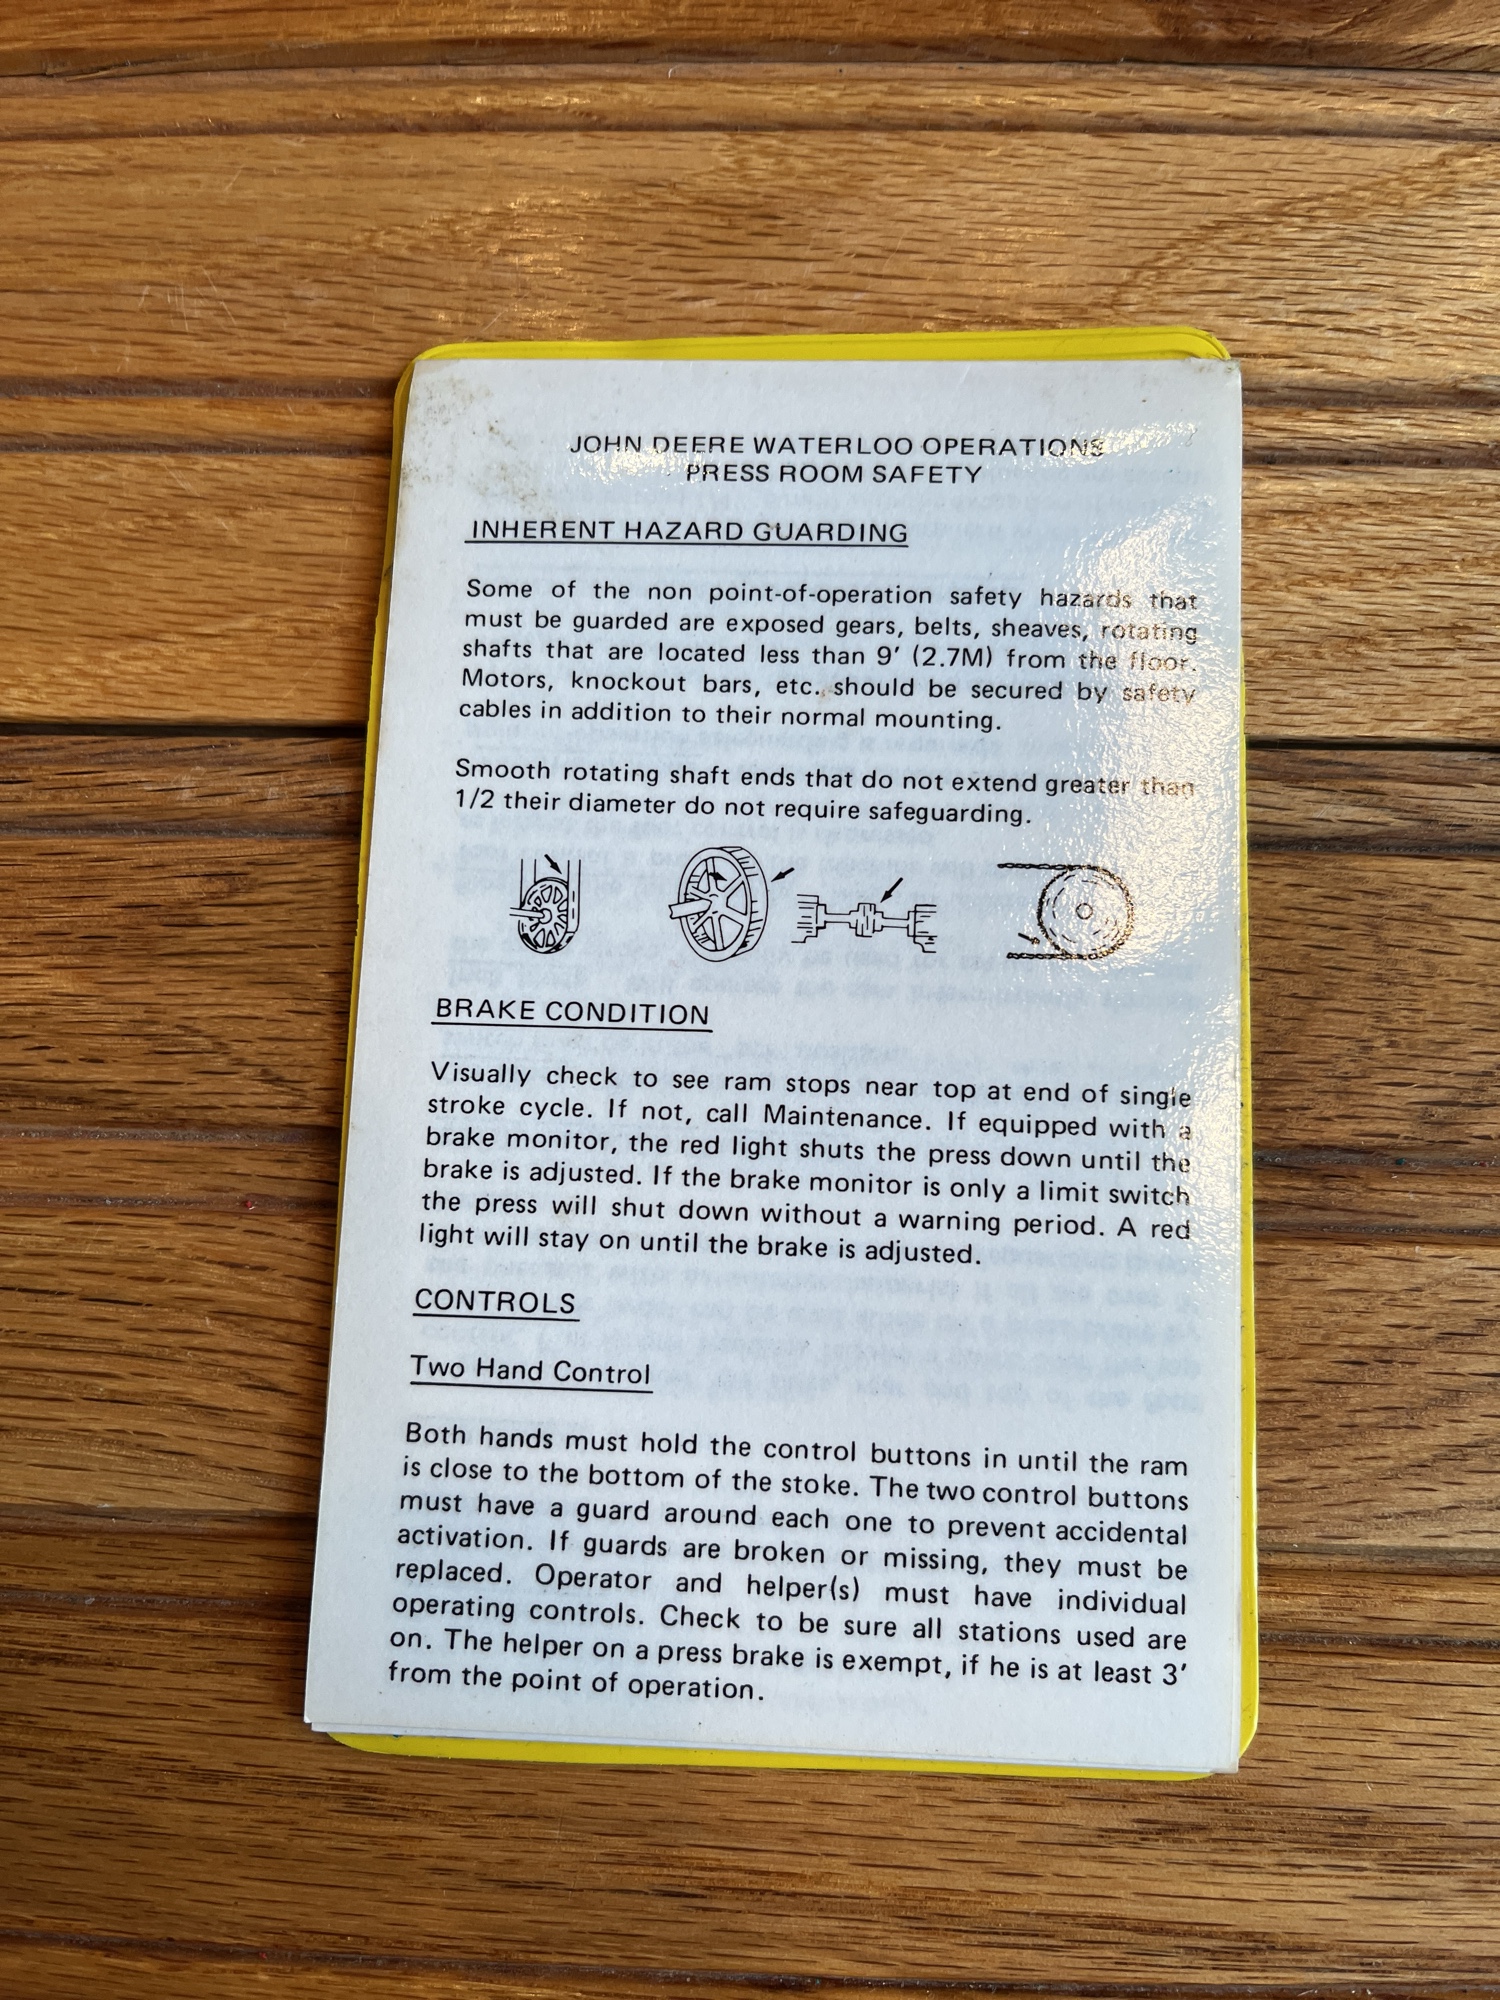 JOHN DEERE WATERLOO OPERATIONS
PRESS ROOM SAFETY
INHERENT HAZARD GUARDING
Some of the non point-of-operation safety hazards that
must be guarded are exposed gears, belts, sheaves, rotating
shafts that are located less than 9' (2.7M) from the floor.
Motors, knockout bars, etc. should be secured by safety
cables in addition to their normal mounting.
Smooth rotating shaft ends that do not extend greater than
1/2 their diameter do not require safeguarding.
BRAKE CONDITION
Visually check to see ram stops near top at end of single
stroke cycle. If not, call Maintenance. If equipped with a
brake monitor, the red light shuts the press down until the
brake is adjusted. If the brake monitor is only a limit switch
the press will shut down without a warning period. A red
light will stay on until the brake is adjusted.
CONTROLS
Two Hand Control
Both hands must hold the control buttons in until the ram
is close to the bottom of the stoke. The two control buttons
must have a guard around each one to prevent accidental
activation. If guards are broken or missing, they must be
replaced. Operator and helper(s) must have individual
operating controls. Check to be sure all stations used are
on. The helper on a press brake is exempt, if he is at least 3'
from the point of operation.